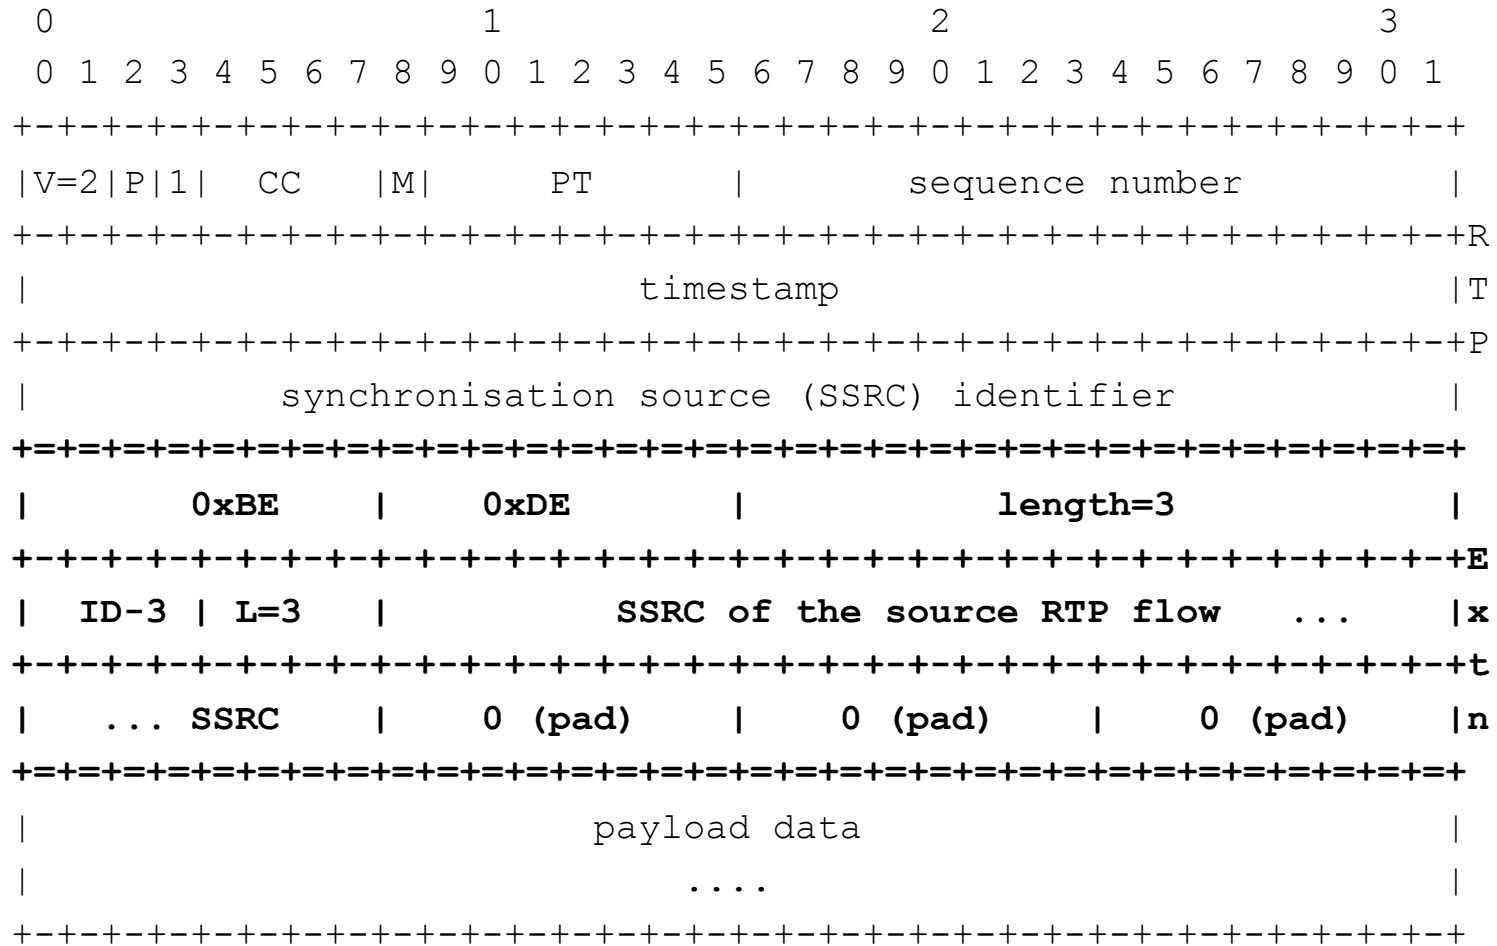 0                   1                   2                   3
 0 1 2 3 4 5 6 7 8 9 0 1 2 3 4 5 6 7 8 9 0 1 2 3 4 5 6 7 8 9 0 1
+-+-+-+-+-+-+-+-+-+-+-+-+-+-+-+-+-+-+-+-+-+-+-+-+-+-+-+-+-+-+-+-+
|V=2|P|1|  CC   |M|     PT      |       sequence number         |
+-+-+-+-+-+-+-+-+-+-+-+-+-+-+-+-+-+-+-+-+-+-+-+-+-+-+-+-+-+-+-+-+R
|                           timestamp                           |T
+-+-+-+-+-+-+-+-+-+-+-+-+-+-+-+-+-+-+-+-+-+-+-+-+-+-+-+-+-+-+-+-+P
|           synchronisation source (SSRC) identifier            |
+=+=+=+=+=+=+=+=+=+=+=+=+=+=+=+=+=+=+=+=+=+=+=+=+=+=+=+=+=+=+=+=+
|       0xBE    |    0xDE       |           length=3            |
+-+-+-+-+-+-+-+-+-+-+-+-+-+-+-+-+-+-+-+-+-+-+-+-+-+-+-+-+-+-+-+-+E
|  ID-3 | L=3   |          SSRC of the source RTP flow   ...    |x
+-+-+-+-+-+-+-+-+-+-+-+-+-+-+-+-+-+-+-+-+-+-+-+-+-+-+-+-+-+-+-+-+t
|   ... SSRC    |    0 (pad)    |    0 (pad)    |    0 (pad)    |n
+=+=+=+=+=+=+=+=+=+=+=+=+=+=+=+=+=+=+=+=+=+=+=+=+=+=+=+=+=+=+=+=+
|                         payload data                          |
|                             ....                              |
+-+-+-+-+-+-+-+-+-+-+-+-+-+-+-+-+-+-+-+-+-+-+-+-+-+-+-+-+-+-+-+-+